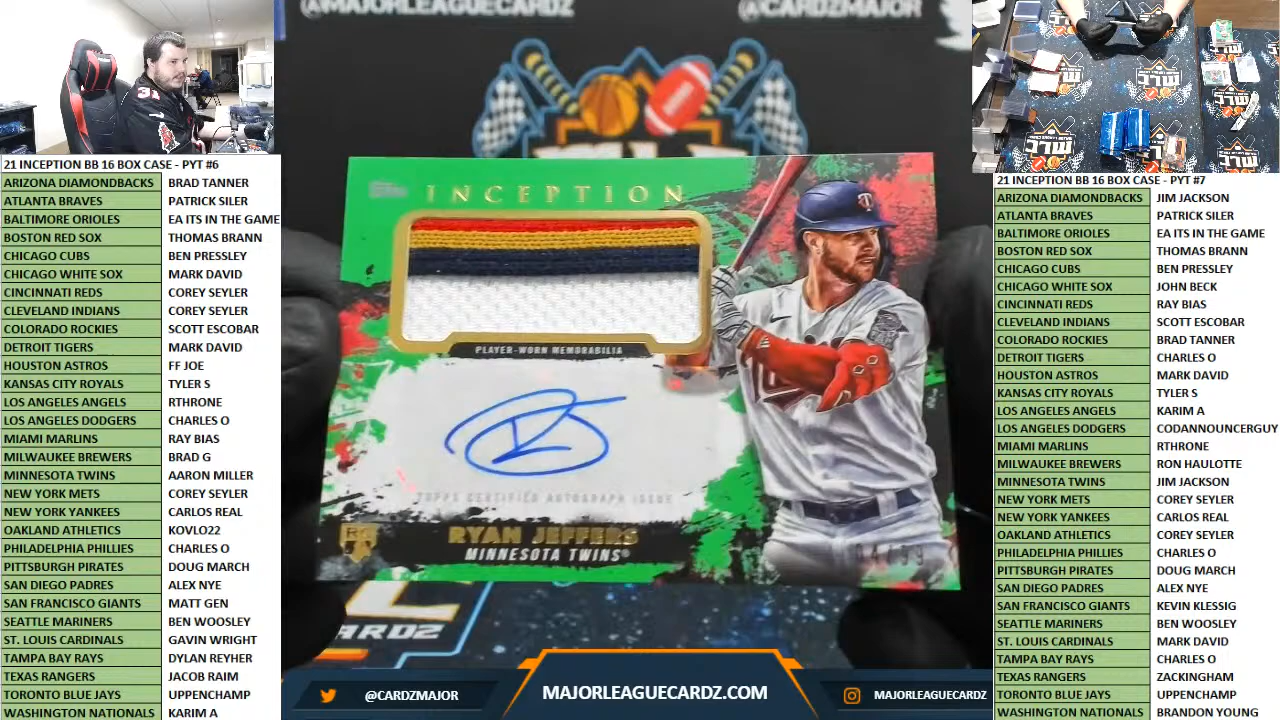 @MAJORLEAGUECARDZ
@CARDZMAJOR
21 INCEPTION BB 16 BOX CASE - PYT #6
ARIZONA DIAMONDBACKS BRAD TANNER
ATLANTA BRAVES PATRICK SILER
BALTIMORE ORIOLES EA ITS IN THE GAME
BOSTON RED SOX THOMAS BRANN
CHICAGO CUBS BEN PRESSLEY
CHICAGO WHITE SOX MARK DAVID
CINCINNATI REDS COREY SEYLER
CLEVELAND INDIANS COREY SEYLER
COLORADO ROCKIES SCOTT ESCOBAR
DETROIT TIGERS MARK DAVID
HOUSTON ASTROS FF JOE
KANSAS CITY ROYALS TYLER S
LOS ANGELES ANGELS RTHRONE
LOS ANGELES DODGERS CHARLES O
MIAMI MARLINS RAY BIAS
MILWAUKEE BREWERS BRAD G
MINNESOTA TWINS AARON MILLER
NEW YORK METS COREY SEYLER
NEW YORK YANKEES CARLOS REAL
OAKLAND ATHLETICS KOVLO22
PHILADELPHIA PHILLIES CHARLES O
PITTSBURGH PIRATES DOUG MARCH
SAN DIEGO PADRES ALEX NYE
SAN FRANCISCO GIANTS MATT GEN
SEATTLE MARINERS BEN WOOSLEY
ST. LOUIS CARDINALS GAVIN WRIGHT
TAMPA BAY RAYS DYLAN REYHER
TEXAS RANGERS JACOB RAIM
TORONTO BLUE JAYS UPPENCHAMP
WASHINGTON NATIONALS KARIM A
Topps INCEPTION
PLAYER-WORN MEMORABILIA
TOPPS CERTIFIED AUTOGRAPH ISSUE
RC RYAN JEFFERS
MINNESOTA TWINS®
04/99
ARDZ
@CARDZMAJOR
MAJORLEAGUECARDZ.COM
MAJORLEAGUECARDZ
21 INCEPTION BB 16 BOX CASE - PYT #7
ARIZONA DIAMONDBACKS JIM JACKSON
ATLANTA BRAVES PATRICK SILER
BALTIMORE ORIOLES EA ITS IN THE GAME
BOSTON RED SOX THOMAS BRANN
CHICAGO CUBS BEN PRESSLEY
CHICAGO WHITE SOX JOHN BECK
CINCINNATI REDS RAY BIAS
CLEVELAND INDIANS SCOTT ESCOBAR
COLORADO ROCKIES BRAD TANNER
DETROIT TIGERS CHARLES O
HOUSTON ASTROS MARK DAVID
KANSAS CITY ROYALS TYLER S
LOS ANGELES ANGELS KARIM A
LOS ANGELES DODGERS CODANNOUNCERGUY
MIAMI MARLINS RTHRONE
MILWAUKEE BREWERS RON HAULOTTE
MINNESOTA TWINS JIM JACKSON
NEW YORK METS COREY SEYLER
NEW YORK YANKEES CARLOS REAL
OAKLAND ATHLETICS COREY SEYLER
PHILADELPHIA PHILLIES CHARLES O
PITTSBURGH PIRATES DOUG MARCH
SAN DIEGO PADRES ALEX NYE
SAN FRANCISCO GIANTS KEVIN KLESSIG
SEATTLE MARINERS BEN WOOSLEY
ST. LOUIS CARDINALS MARK DAVID
TAMPA BAY RAYS CHARLES O
TEXAS RANGERS ZACKINGHAM
TORONTO BLUE JAYS UPPENCHAMP
WASHINGTON NATIONALS BRANDON YOUNG